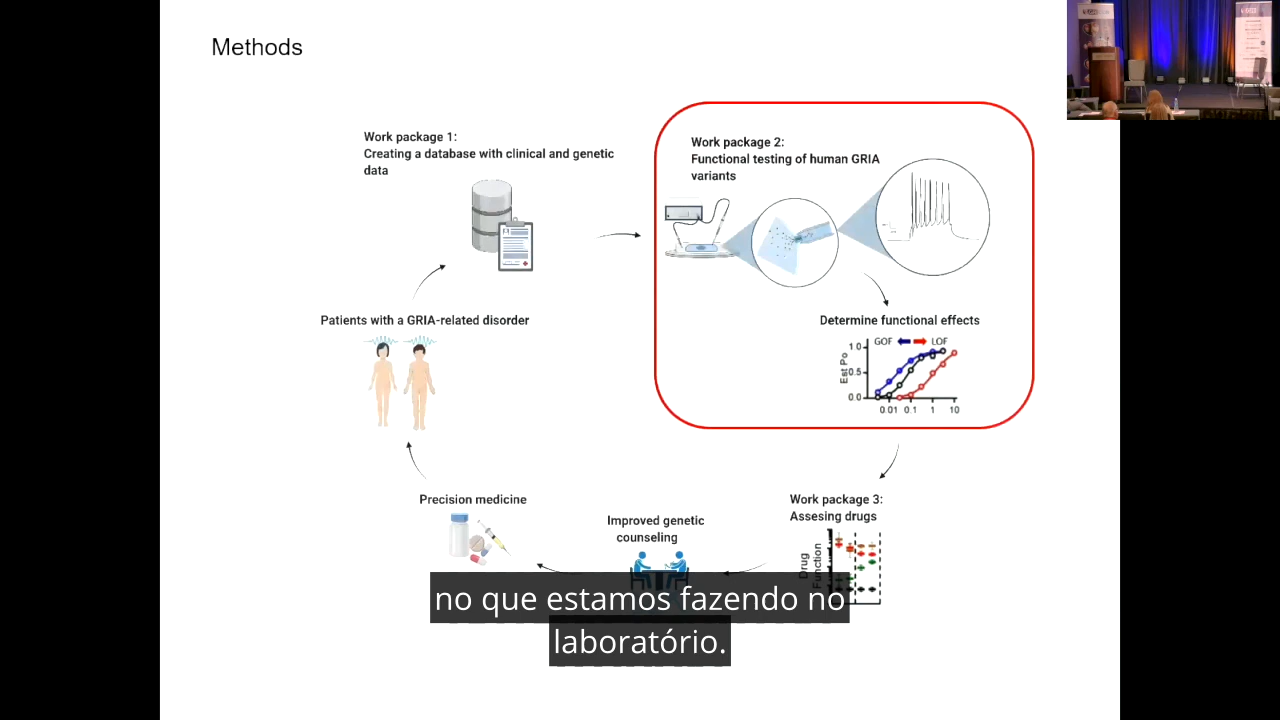 Methods
Work package 1:
Creating a database with clinical and genetic
data
Work package 2:
Functional testing of human GRIA
variants
Patients with a GRIA-related disorder
Determine functional effects
GOF LOF
Est Po
1.0
0.5
0.0
0.01 0.1 1 10
Precision medicine
Improved genetic
counseling
Work package 3:
Assesing drugs
Drug
Function
no que estamos fazendo no
laboratório.